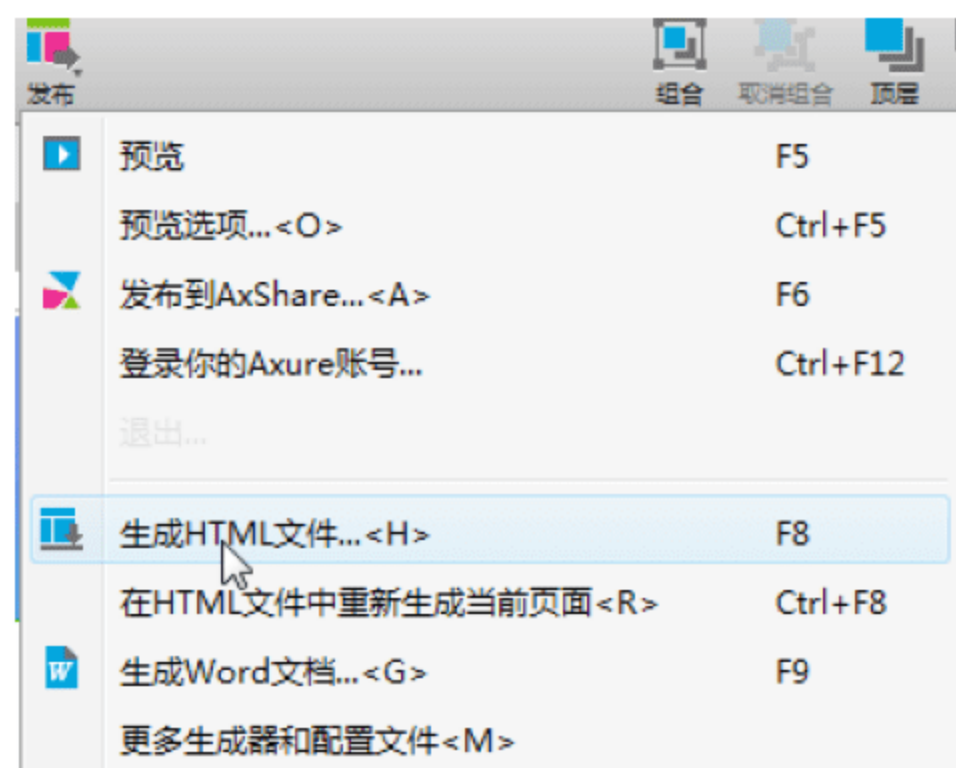 发布 组合 取消组合 顶层
预览 F5
预览选项...<O> Ctrl+F5
发布到AxShare...<A> F6
登录你的Axure账号... Ctrl+F12
退出...
生成HTML文件...<H> F8
在HTML文件中重新生成当前页面<R> Ctrl+F8
生成Word文档...<G> F9
更多生成器和配置文件<M>